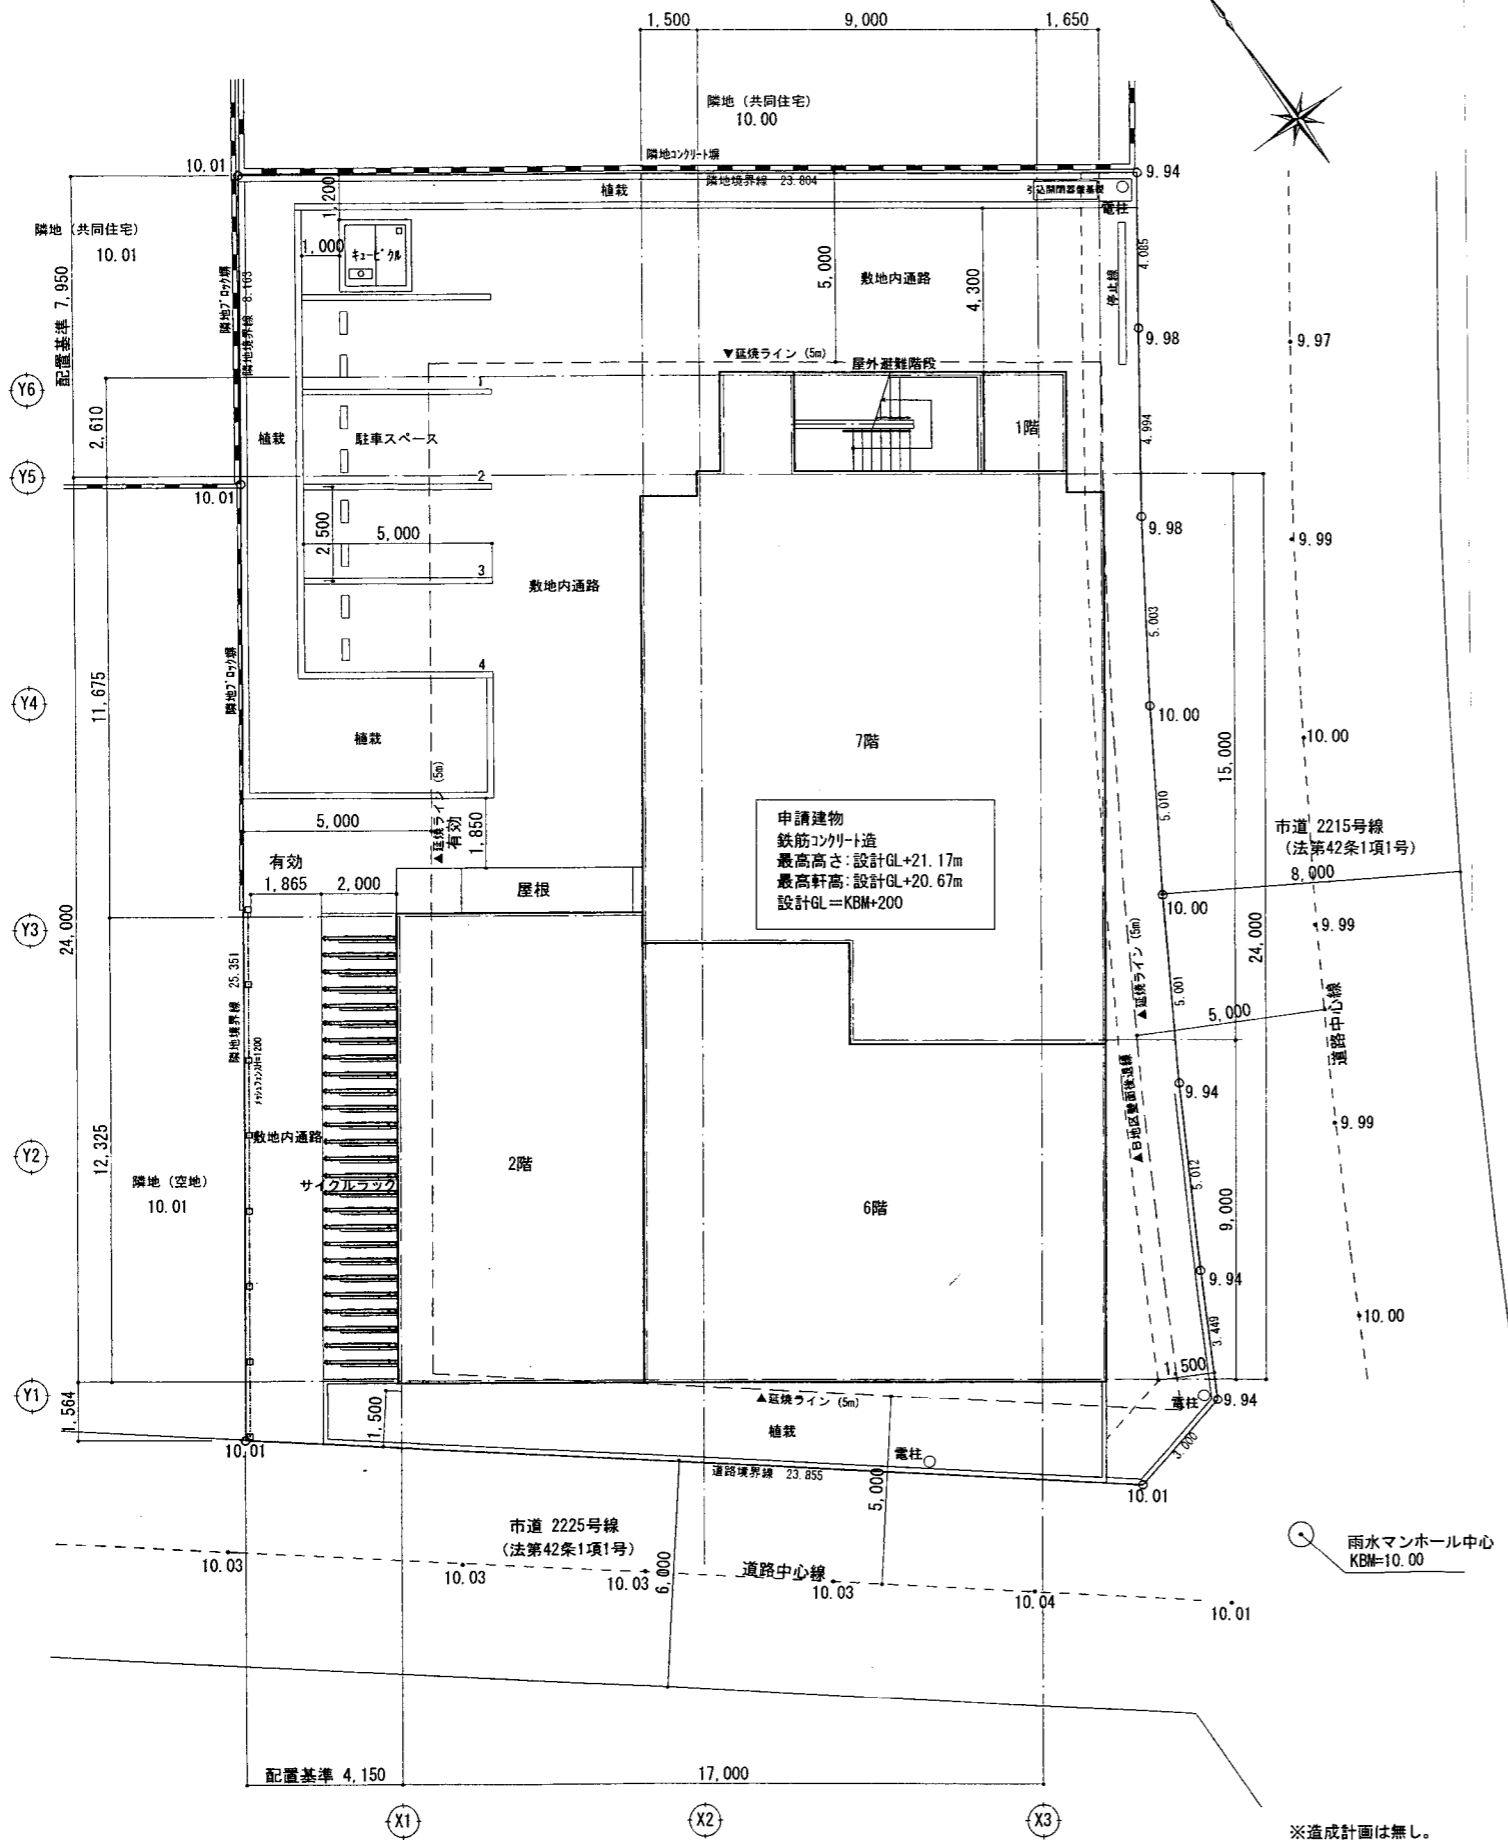 1,500
9,000
1,650
隣地（共同住宅）
10.00
隣地コンクリート塀
10.01
隣地境界線 23.804
9.94
植栽
引込開閉器盤基礎
電柱
1,200
隣地（共同住宅）
10.01
1,000
キュービクル
5,000
敷地内通路
4,300
停止線
4.085
配置基準 7,950
隣地ブロック塀
隣地境界線 8.163
9.98
9.97
▼延焼ライン（5m）
屋外避難階段
Y6
1
2,610
植栽
駐車スペース
1階
4.994
Y5
2
10.01
9.98
2,500
5,000
9.99
3
敷地内通路
5.003
4
隣地ブロック塀
Y4
11,675
10.00
10.00
植栽
7階
15,000
▲延焼ライン（5m）
5.010
申請建物
鉄筋コンクリート造
最高高さ：設計GL+21.17m
最高軒高：設計GL+20.67m
設計GL＝KBM+200
市道 2215号線
（法第42条1項1号）
5,000
有効
1,850
有効
1,865
2,000
屋根
8,000
10.00
Y3
9.99
24,000
24,000
隣地境界線 25.351
メッシュフェンスH=1200
▲延焼ライン（5m）
5.001
5,000
道路中心線
9.94
▲B地区壁面後退線
9.99
敷地内通路
Y2
12,325
2階
隣地（空地）
10.01
サイクルラック
6階
5.012
9,000
9.94
10.00
3.449
1,500
Y1
▲延焼ライン（5m）
電柱
9.94
1,564
1,500
植栽
電柱
3.000
10.01
道路境界線 23.855
5,000
10.01
市道 2225号線
（法第42条1項1号）
雨水マンホール中心
KBM=10.00
10.03
10.03
10.03
道路中心線
10.03
10.04
10.01
6,000
配置基準 4,150
17,000
X1
X2
X3
※造成計画は無し。